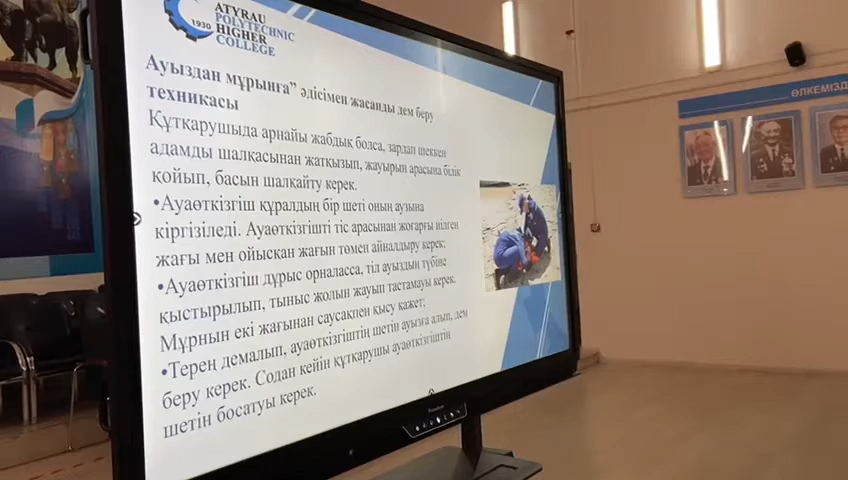 ATYRAU
POLYTECHNIC
HIGHER
COLLEGE
1930
Ауыздан мұрынға” әдісімен жасанды дем беру
техникасы
Құтқарушыда арнайы жабдық болса, зардап шеккен
адамды шалқасынан жатқызып, жауырын арасына білік
қойып, басын шалқайту керек.
•Ауаөткізгіш құралдың бір шеті оның аузына
кіргізіледі. Ауаөткізгішті тіс арасынан жоғарғы иілген
жағы мен ойысқан жағын төмен айналдыру керек;
•Ауаөткізгіш дұрыс орналасса, тіл ауыздың түбіне
қыстырылып, тыныс жолын жауып тастамауы керек.
Мұрнын екі жағынан саусақпен қысу қажет;
•Терең демалып, ауаөткізгіштің шетін ауызға алып, дем
беру керек. Содан кейін құтқарушы ауаөткізгіштің
шетін босатуы керек.
ӨЛКЕМІЗД